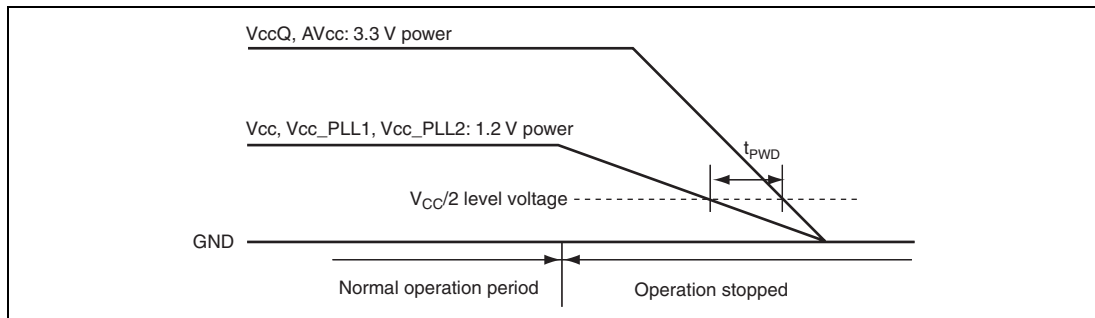 VccQ, AVcc: 3.3 V power
Vcc, Vcc_PLL1, Vcc_PLL2: 1.2 V power
tPWD
VCC/2 level voltage
GND
Normal operation period
Operation stopped